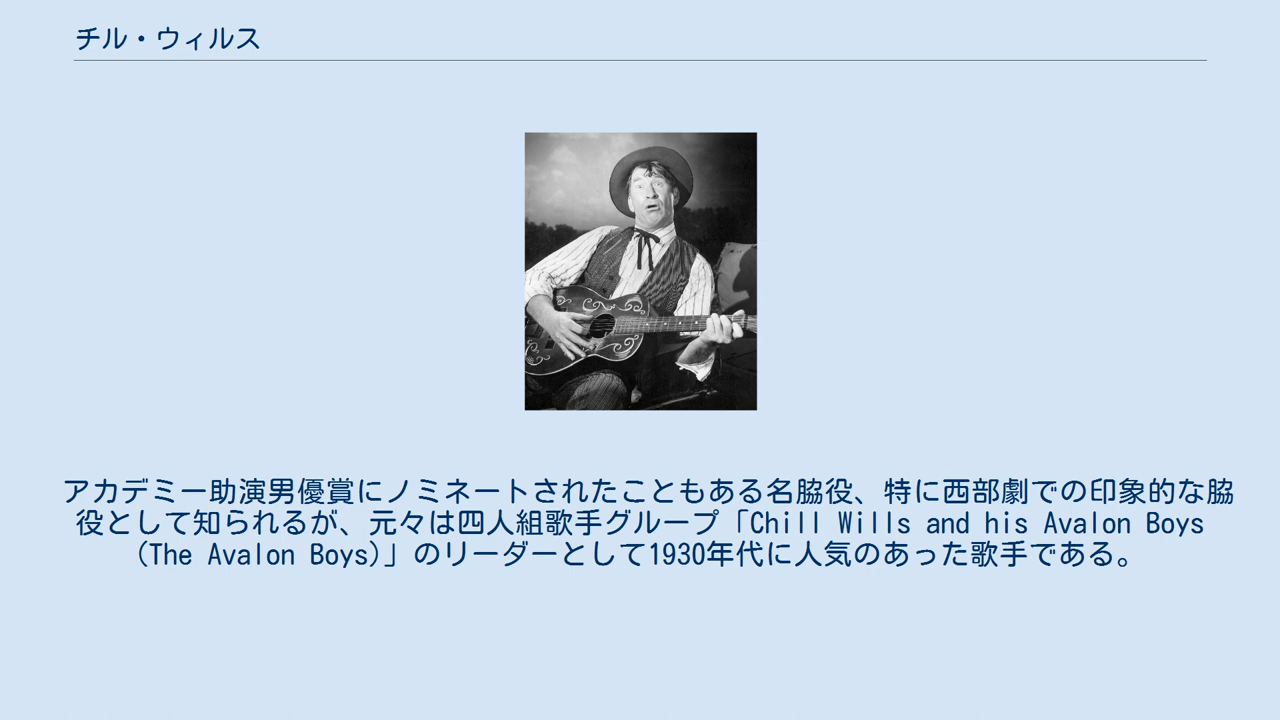 チル・ウィルス
アカデミー助演男優賞にノミネートされたこともある名脇役、特に西部劇での印象的な脇
役として知られるが、元々は四人組歌手グループ「Chill Wills and his Avalon Boys
(The Avalon Boys)」のリーダーとして1930年代に人気のあった歌手である。